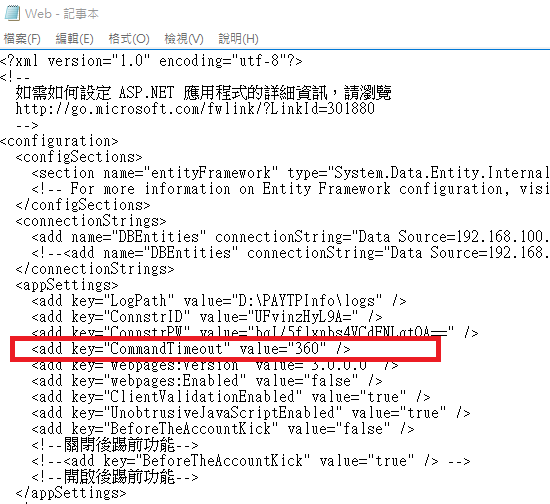 Web - 記事本
檔案(F) 編輯(E) 格式(O) 檢視(V) 說明(H)
<?xml version="1.0" encoding="utf-8"?>
<!--
如需如何設定 ASP.NET 應用程式的詳細資訊，請瀏覽
http://go.microsoft.com/fwlink/?LinkId=301880
-->
<configuration>
<configSections>
<section name="entityFramework" type="System.Data.Entity.Internal
<!-- For more information on Entity Framework configuration, visi
</configSections>
<connectionStrings>
<add name="DBEntities" connectionString="Data Source=192.168.100.
<!--<add name="DBEntities" connectionString="Data Source=192.168.
</connectionStrings>
<appSettings>
<add key="LogPath" value="D:\PAYTPInfo\logs" />
<add key="ConnstrID" value="UFvinzHyL9A=" />
<add key="ConnstrPW" />
<add key="CommandTimeout" value="360" />
<add key="webpages:Version" value="3.0.0.0" />
<add key="webpages:Enabled" value="false" />
<add key="ClientValidationEnabled" value="true" />
<add key="UnobtrusiveJavaScriptEnabled" value="true" />
<add key="BeforeTheAccountKick" value="false" />
<!--關閉後踢前功能-->
<!--<add key="BeforeTheAccountKick" value="true" /> -->
<!--開啟後踢前功能-->
</appSettings>